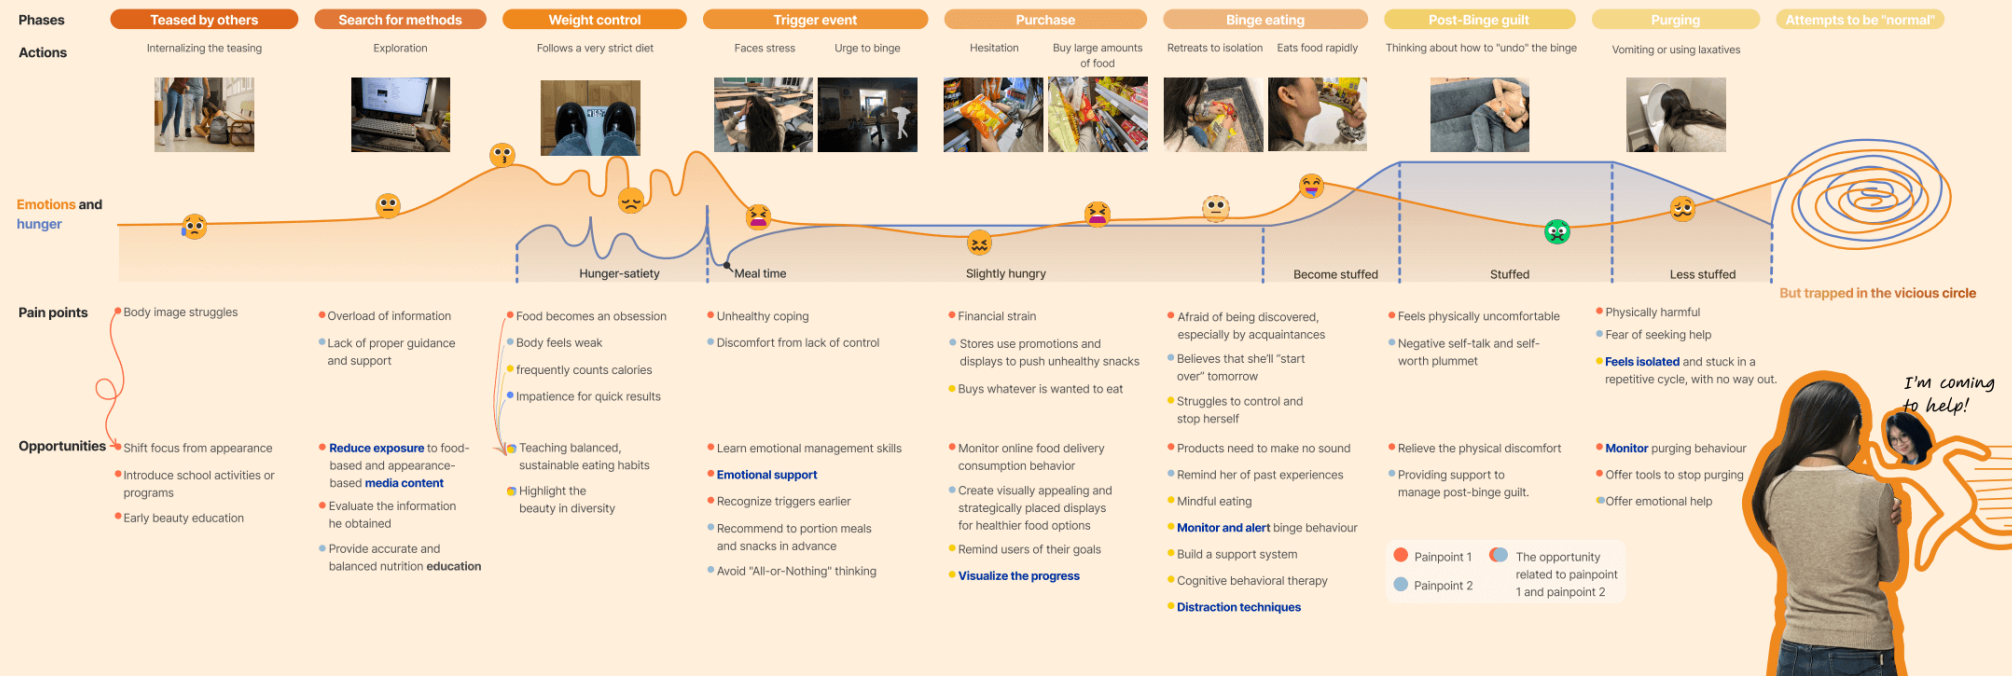 Phases
Teased by others
Search for methods
Weight control
Trigger event
Purchase
Binge eating
Post-Binge guilt
Purging
Attempts to be "normal"
Actions
Internalizing the teasing
Exploration
Follows a very strict diet
Faces stress
Urge to binge
Hesitation
Buy large amounts
of food
Retreats to isolation
Eats food rapidly
Thinking about how to "undo" the binge
Vomiting or using laxatives
Emotions and
hunger
Hunger-satiety
Meal time
Slightly hungry
Become stuffed
Stuffed
Less stuffed
But trapped in the vicious circle
Pain points
Body image struggles
Overload of information
Lack of proper guidance
and support
Food becomes an obsession
Body feels weak
frequently counts calories
Impatience for quick results
Unhealthy coping
Discomfort from lack of control
Financial strain
Stores use promotions and
displays to push unhealthy snacks
Buys whatever is wanted to eat
Afraid of being discovered,
especially by acquaintances
Believes that she'll "start
over" tomorrow
Struggles to control and
stop herself
Feels physically uncomfortable
Negative self-talk and self-
worth plummet
Physically harmful
Fear of seeking help
Feels isolated and stuck in a
repetitive cycle, with no way out.
I'm coming
to help!
Opportunities
Shift focus from appearance
Introduce school activities or
programs
Early beauty education
Reduce exposure to food-
based and appearance-
based media content
Evaluate the information
he obtained
Provide accurate and
balanced nutrition education
Teaching balanced,
sustainable eating habits
Highlight the
beauty in diversity
Learn emotional management skills
Emotional support
Recognize triggers earlier
Recommend to portion meals
and snacks in advance
Avoid "All-or-Nothing" thinking
Monitor online food delivery
consumption behavior
Create visually appealing and
strategically placed displays
for healthier food options
Remind users of their goals
Visualize the progress
Products need to make no sound
Remind her of past experiences
Mindful eating
Monitor and alert binge behaviour
Build a support system
Cognitive behavioral therapy
Distraction techniques
Relieve the physical discomfort
Providing support to
manage post-binge guilt.
Monitor purging behaviour
Offer tools to stop purging
Offer emotional help
Painpoint 1
Painpoint 2
The opportunity
related to painpoint
1 and painpoint 2